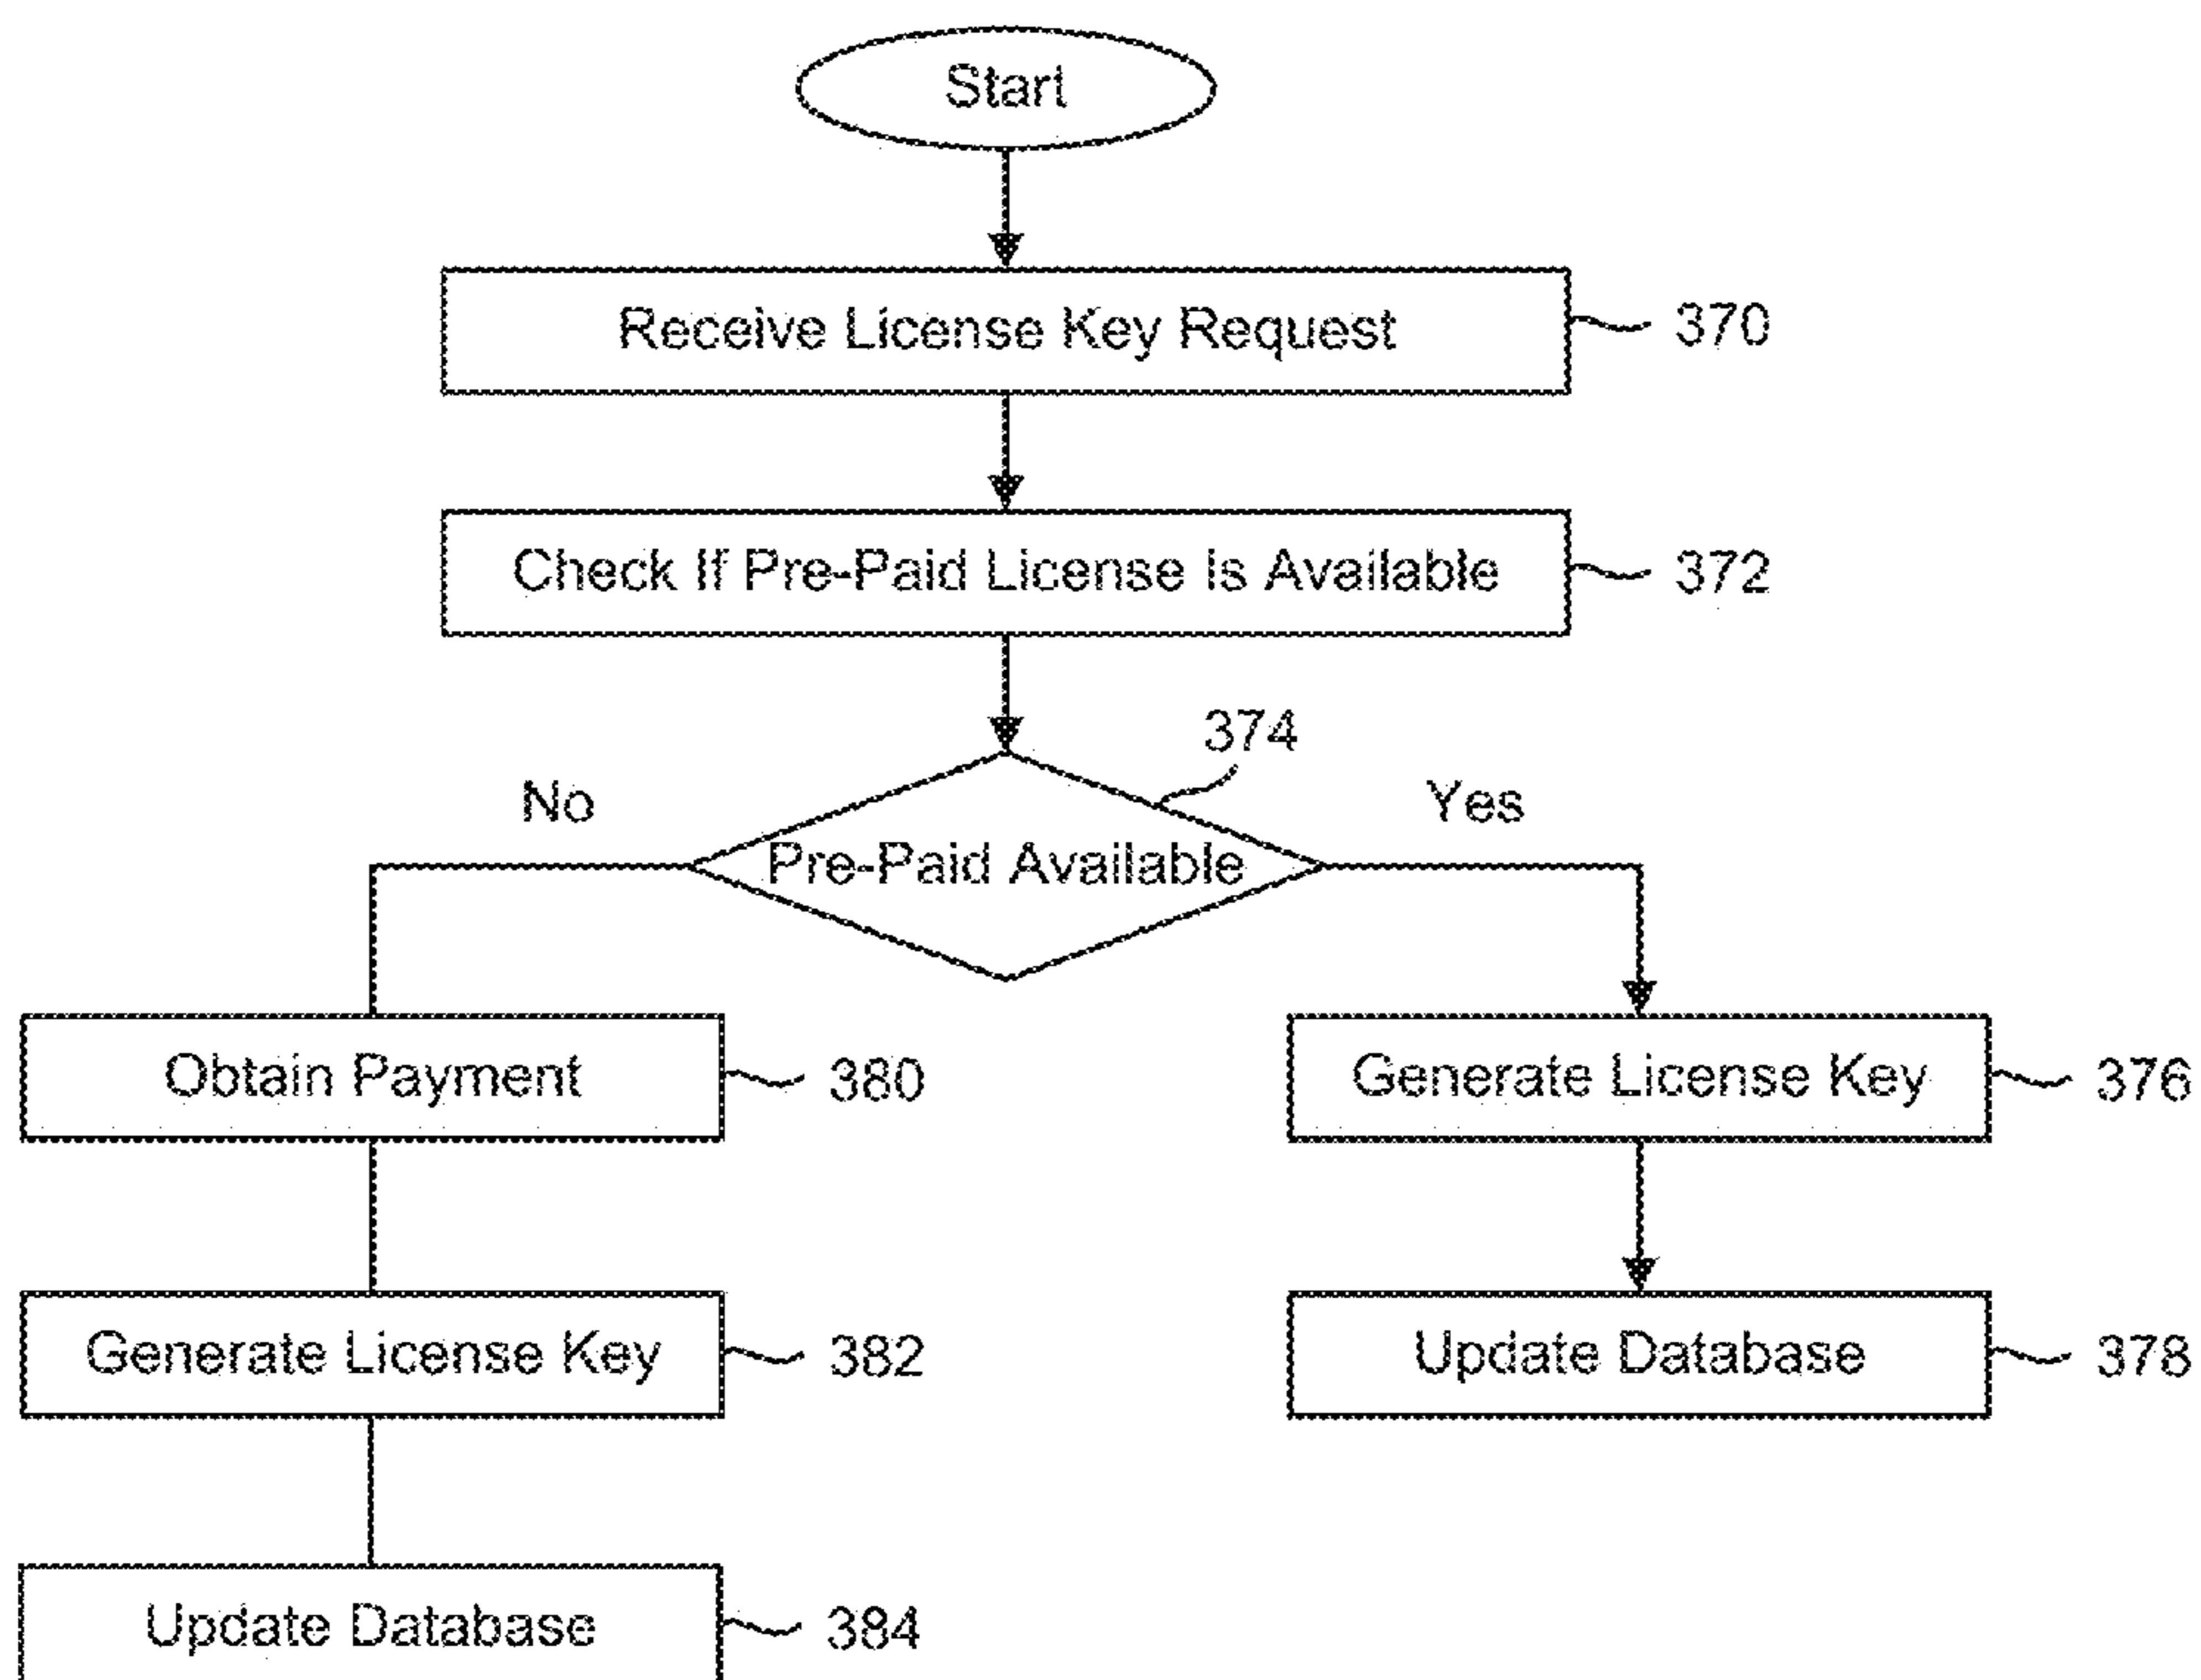 Start
Receive License Key Request 370
Check If Pre-Paid License Is Available 372
374
No Yes
Pre-Paid Available
Obtain Payment 380 Generate License Key 376
Generate License Key 382 Update Database 378
Update Database 384